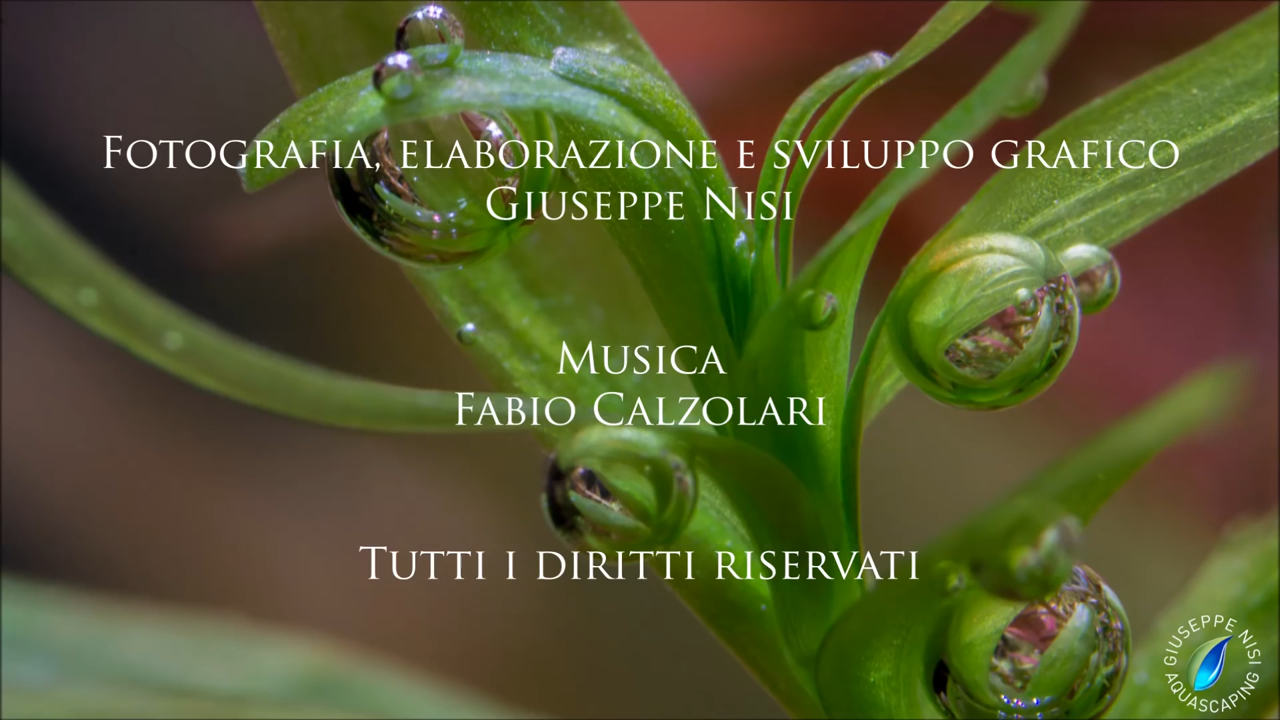 Fotografia, elaborazione e sviluppo grafico
Giuseppe Nisi
Musica
Fabio Calzolari
Tutti i diritti riservati
GIUSEPPE NISI
AQUASCAPING